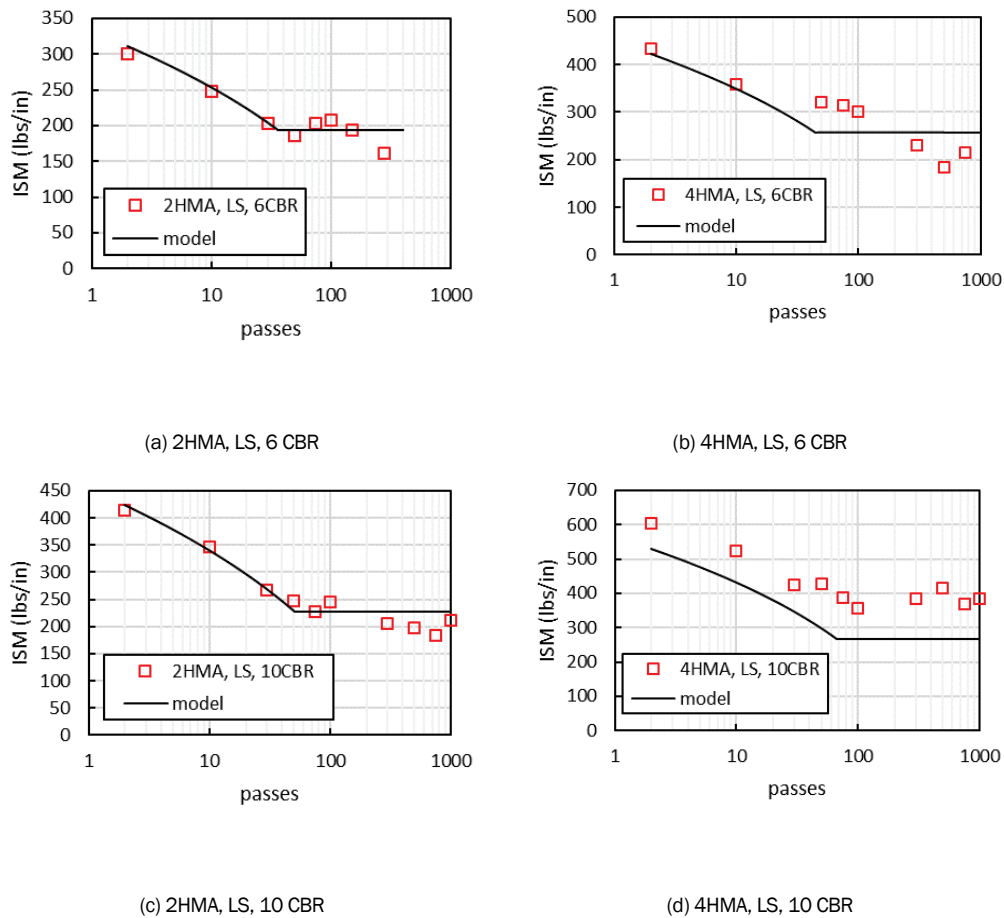 350
300
250
200
150
100
50
0
ISM (lbs/in)
2HMA, LS, 6CBR
model
1 10 100 1000
passes
(a) 2HMA, LS, 6 CBR
500
400
300
200
100
0
ISM (lbs/in)
4HMA, LS, 6CBR
model
1 10 100 1000
passes
(b) 4HMA, LS, 6 CBR
450
400
350
300
250
200
150
100
50
0
ISM (lbs/in)
2HMA, LS, 10CBR
model
1 10 100 1000
passes
(c) 2HMA, LS, 10 CBR
700
600
500
400
300
200
100
0
ISM (lbs/in)
4HMA, LS, 10CBR
model
1 10 100 1000
passes
(d) 4HMA, LS, 10 CBR